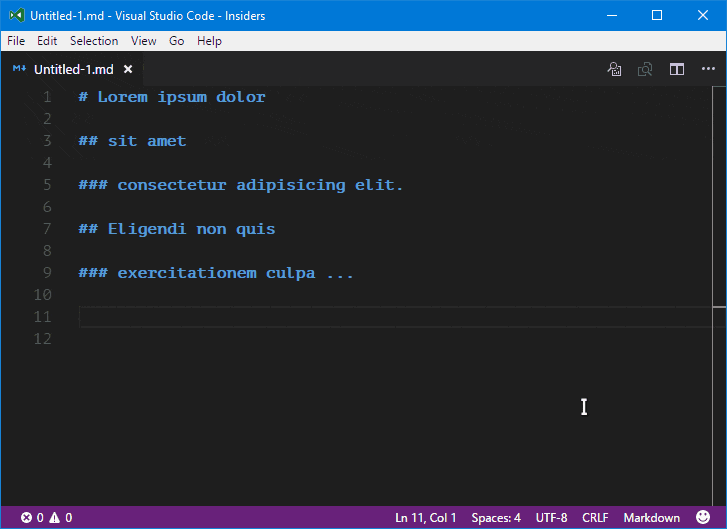 Untitled-1.md - Visual Studio Code - Insiders
File Edit Selection View Go Help
M↓ Untitled-1.md ×
1 # Lorem ipsum dolor
2
3 ## sit amet
4
5 ### consectetur adipisicing elit.
6
7 ## Eligendi non quis
8
9 ### exercitationem culpa ...
10
11
12
0 0 Ln 11, Col 1 Spaces: 4 UTF-8 CRLF Markdown